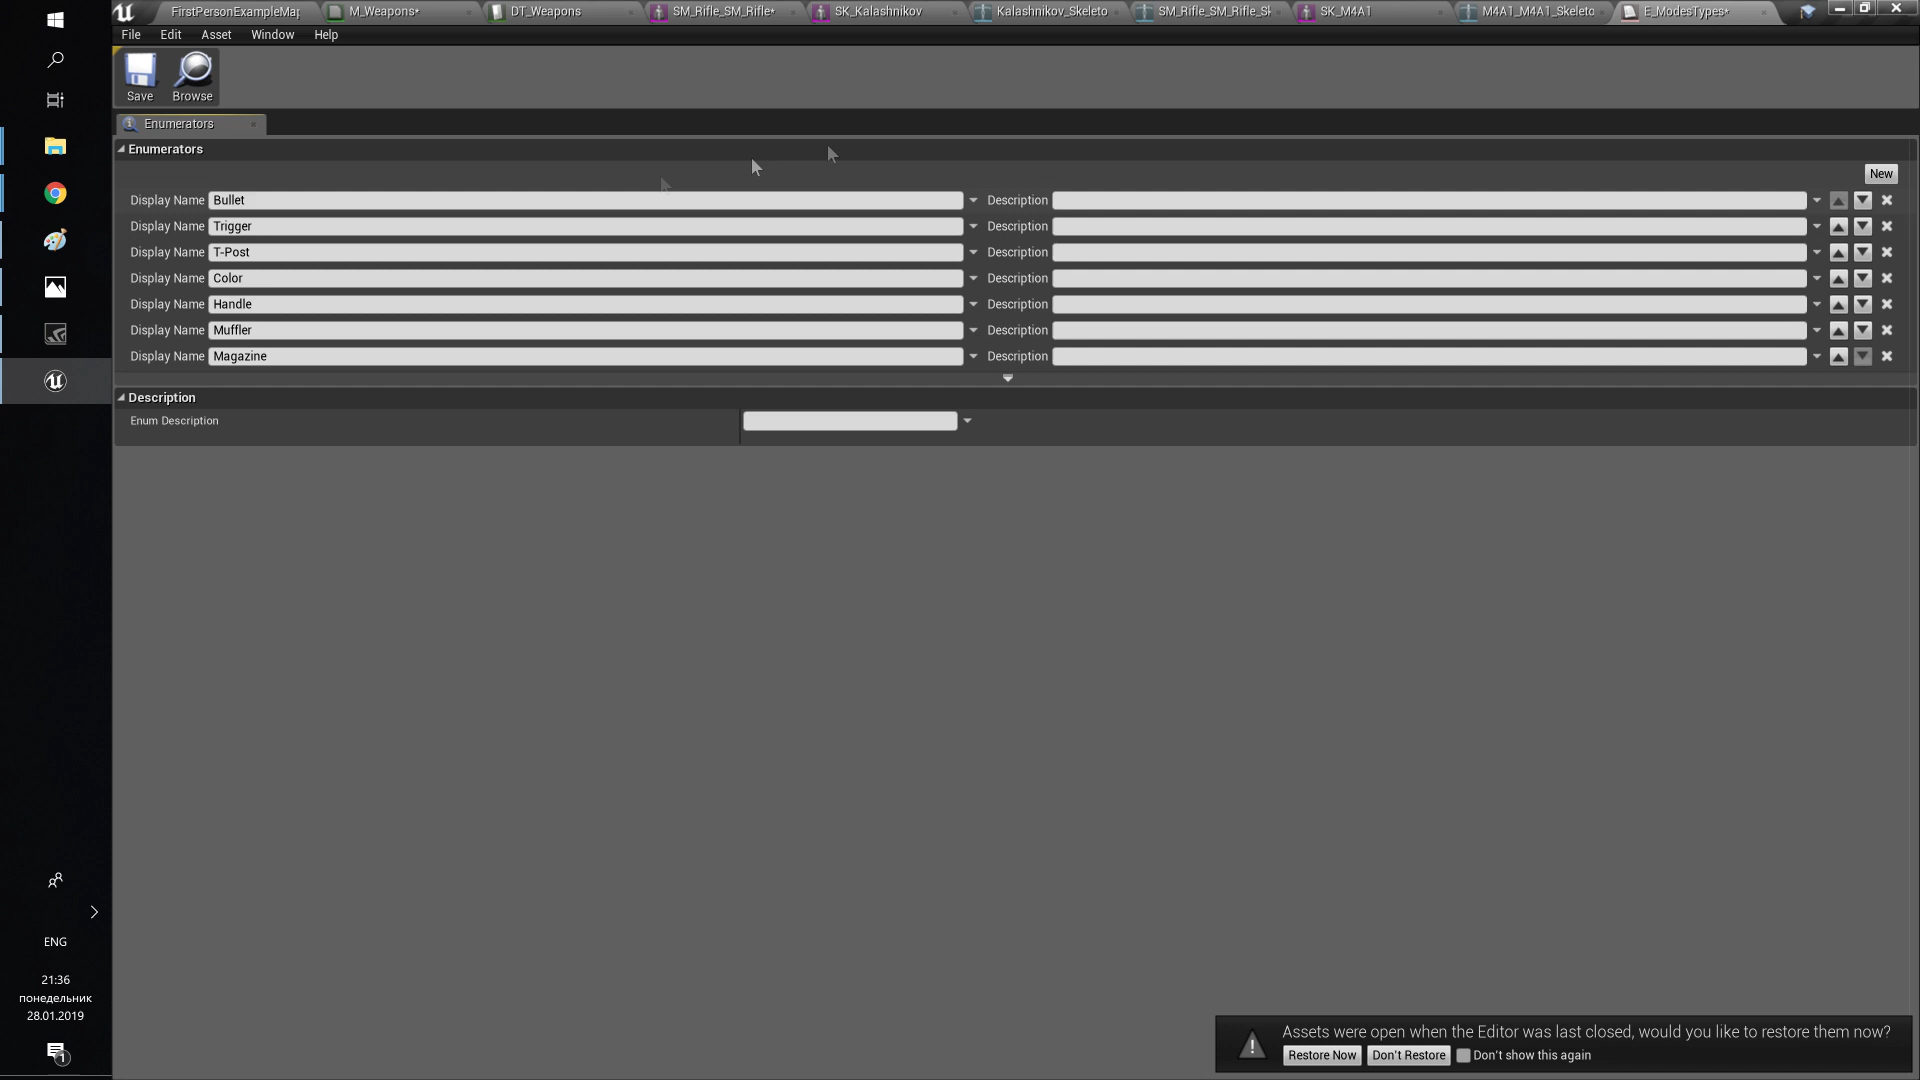 FirstPersonExampleMap M_Weapons* DT_Weapons SM_Rifle_SM_Rifle* SK_Kalashnikov Kalashnikov_Skeleto SM_Rifle_SM_Rifle_Sk SK_M4A1 M4A1_M4A1_Skeleto E_ModesTypes*
File Edit Asset Window Help
Save Browse
Enumerators
Enumerators
New
Display Name Bullet Description
Display Name Trigger Description
Display Name T-Post Description
Display Name Color Description
Display Name Handle Description
Display Name Muffler Description
Display Name Magazine Description
Description
Enum Description
ENG
21:36
понедельник
28.01.2019
1
Assets were open when the Editor was last closed, would you like to restore them now?
Restore Now Don't Restore Don't show this again